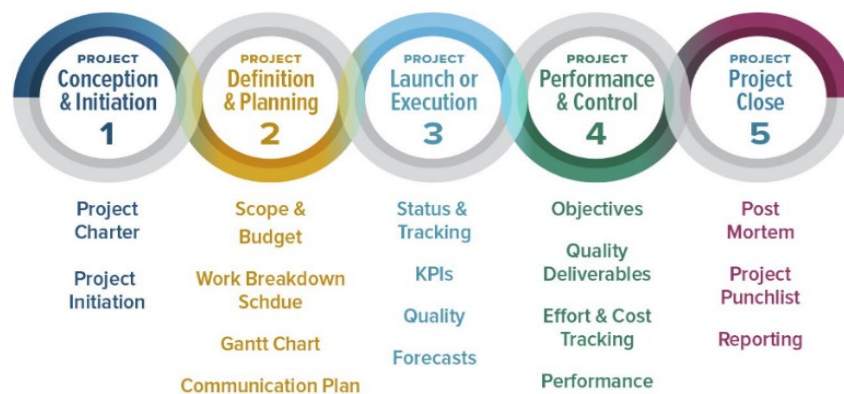 PROJECT
Conception
& Initiation
1
PROJECT
Definition
& Planning
2
PROJECT
Launch or
Execution
3
PROJECT
Performance
& Control
4
PROJECT
Project
Close
5
Project
Charter
Project
Initiation
Scope &
Budget
Work Breakdown
Schdue
Gantt Chart
Communication Plan
Status &
Tracking
KPIs
Quality
Forecasts
Objectives
Quality
Deliverables
Effort & Cost
Tracking
Performance
Post
Mortem
Project
Punchlist
Reporting